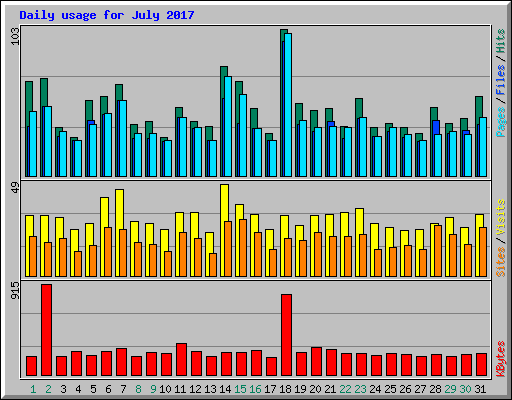 Daily usage for July 2017
103
Pages / Files / Hits
49
Sites / Visits
915
KBytes
1 2 3 4 5 6 7 8 9 10 11 12 13 14 15 16 17 18 19 20 21 22 23 24 25 26 27 28 29 30 31